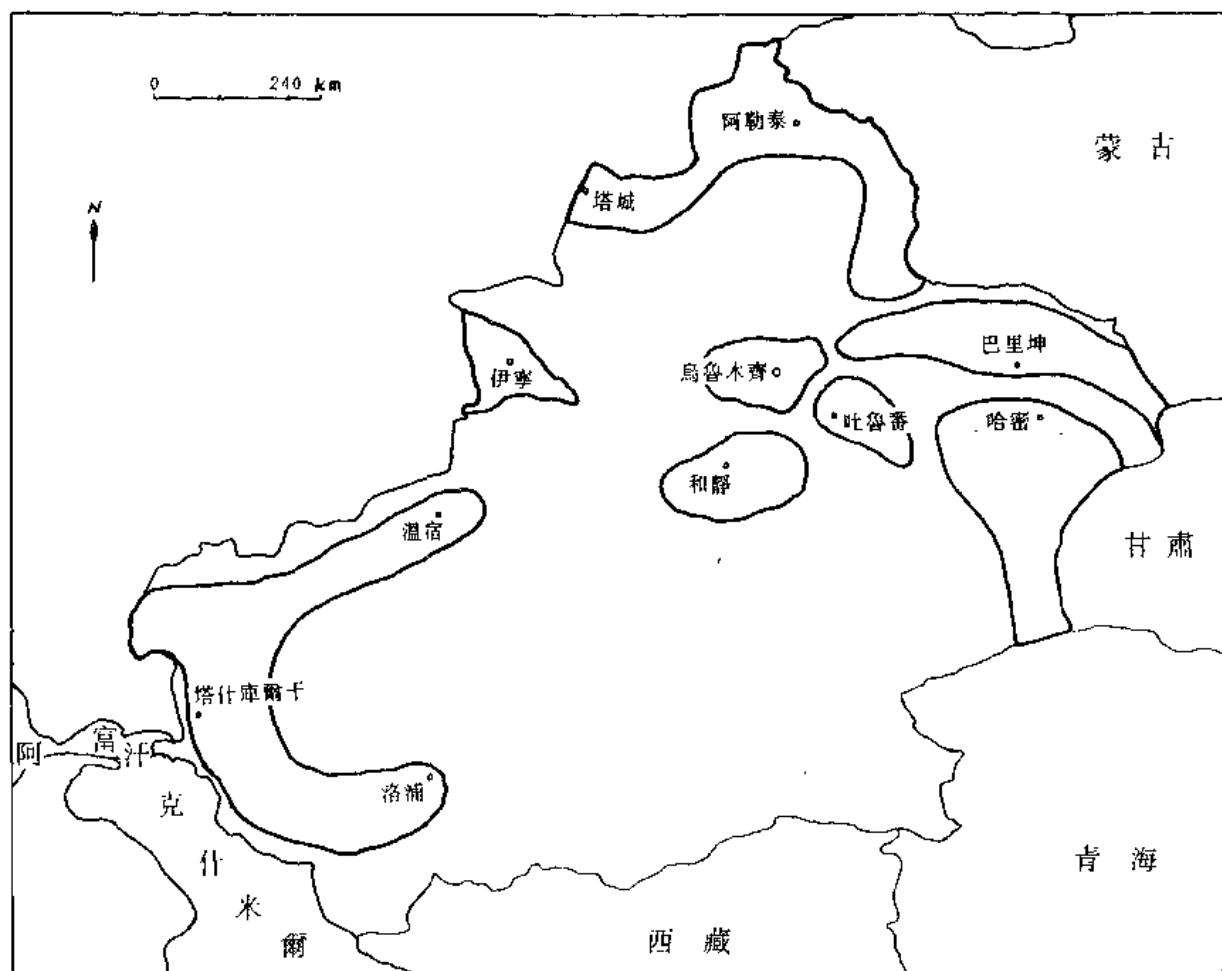 0 240 km
阿勒泰
蒙古
塔城
N
巴里坤
烏魯木齊
伊寧
吐魯番
哈密
和靜
溫宿
甘肅
塔什庫爾干
阿富汗
洛浦
克什米爾
青海
西藏